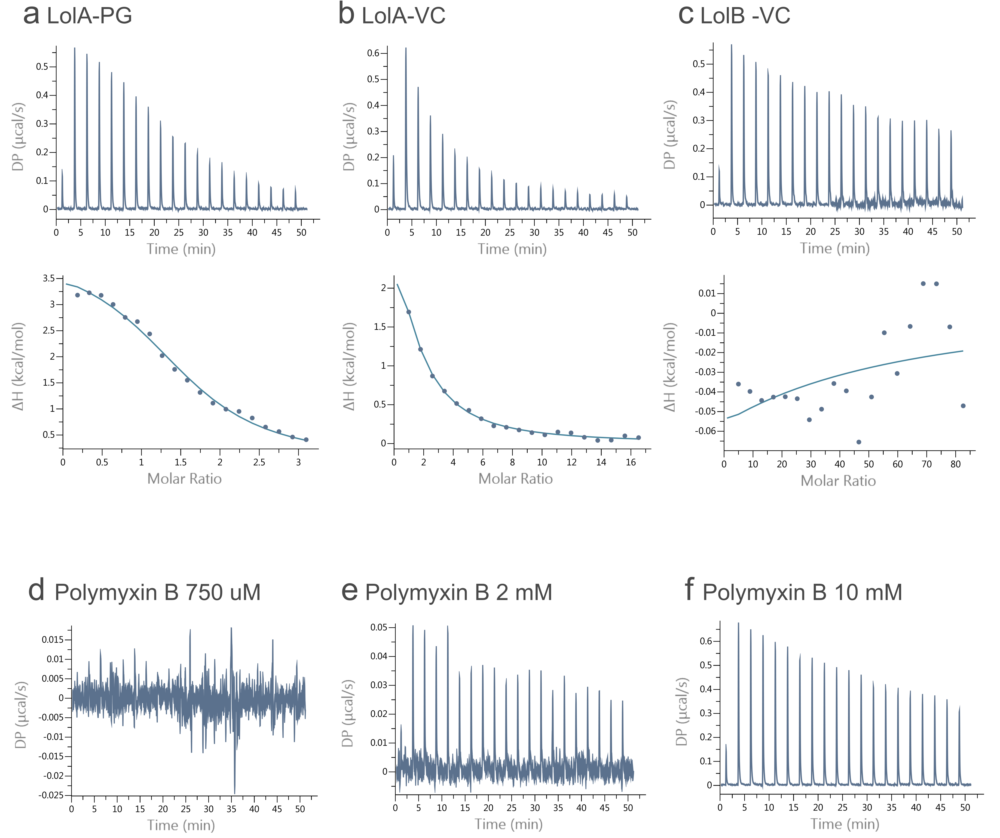 a LolA-PG
b LolA-VC
c LolB -VC
DP (µcal/s)
0.5
0.4
0.3
0.2
0.1
0
0 5 10 15 20 25 30 35 40 45 50
Time (min)
DP (µcal/s)
0.6
0.5
0.4
0.3
0.2
0.1
0
0 5 10 15 20 25 30 35 40 45 50
Time (min)
DP (µcal/s)
0.5
0.4
0.3
0.2
0.1
0
0 5 10 15 20 25 30 35 40 45 50
Time (min)
ΔH (kcal/mol)
3.5
3
2.5
2
1.5
1
0.5
0 0.5 1 1.5 2 2.5 3
Molar Ratio
ΔH (kcal/mol)
2
1.5
1
0.5
0
0 2 4 6 8 10 12 14 16
Molar Ratio
ΔH (kcal/mol)
0.01
0
-0.01
-0.02
-0.03
-0.04
-0.05
-0.06
0 10 20 30 40 50 60 70 80
Molar Ratio
d Polymyxin B 750 uM
e Polymyxin B 2 mM
f Polymyxin B 10 mM
DP (µcal/s)
0.015
0.01
0.005
0
-0.005
-0.01
-0.015
-0.02
-0.025
0 5 10 15 20 25 30 35 40 45 50
Time (min)
DP (µcal/s)
0.05
0.04
0.03
0.02
0.01
0
0 5 10 15 20 25 30 35 40 45 50
Time (min)
DP (µcal/s)
0.6
0.5
0.4
0.3
0.2
0.1
0
0 5 10 15 20 25 30 35 40 45 50
Time (min)